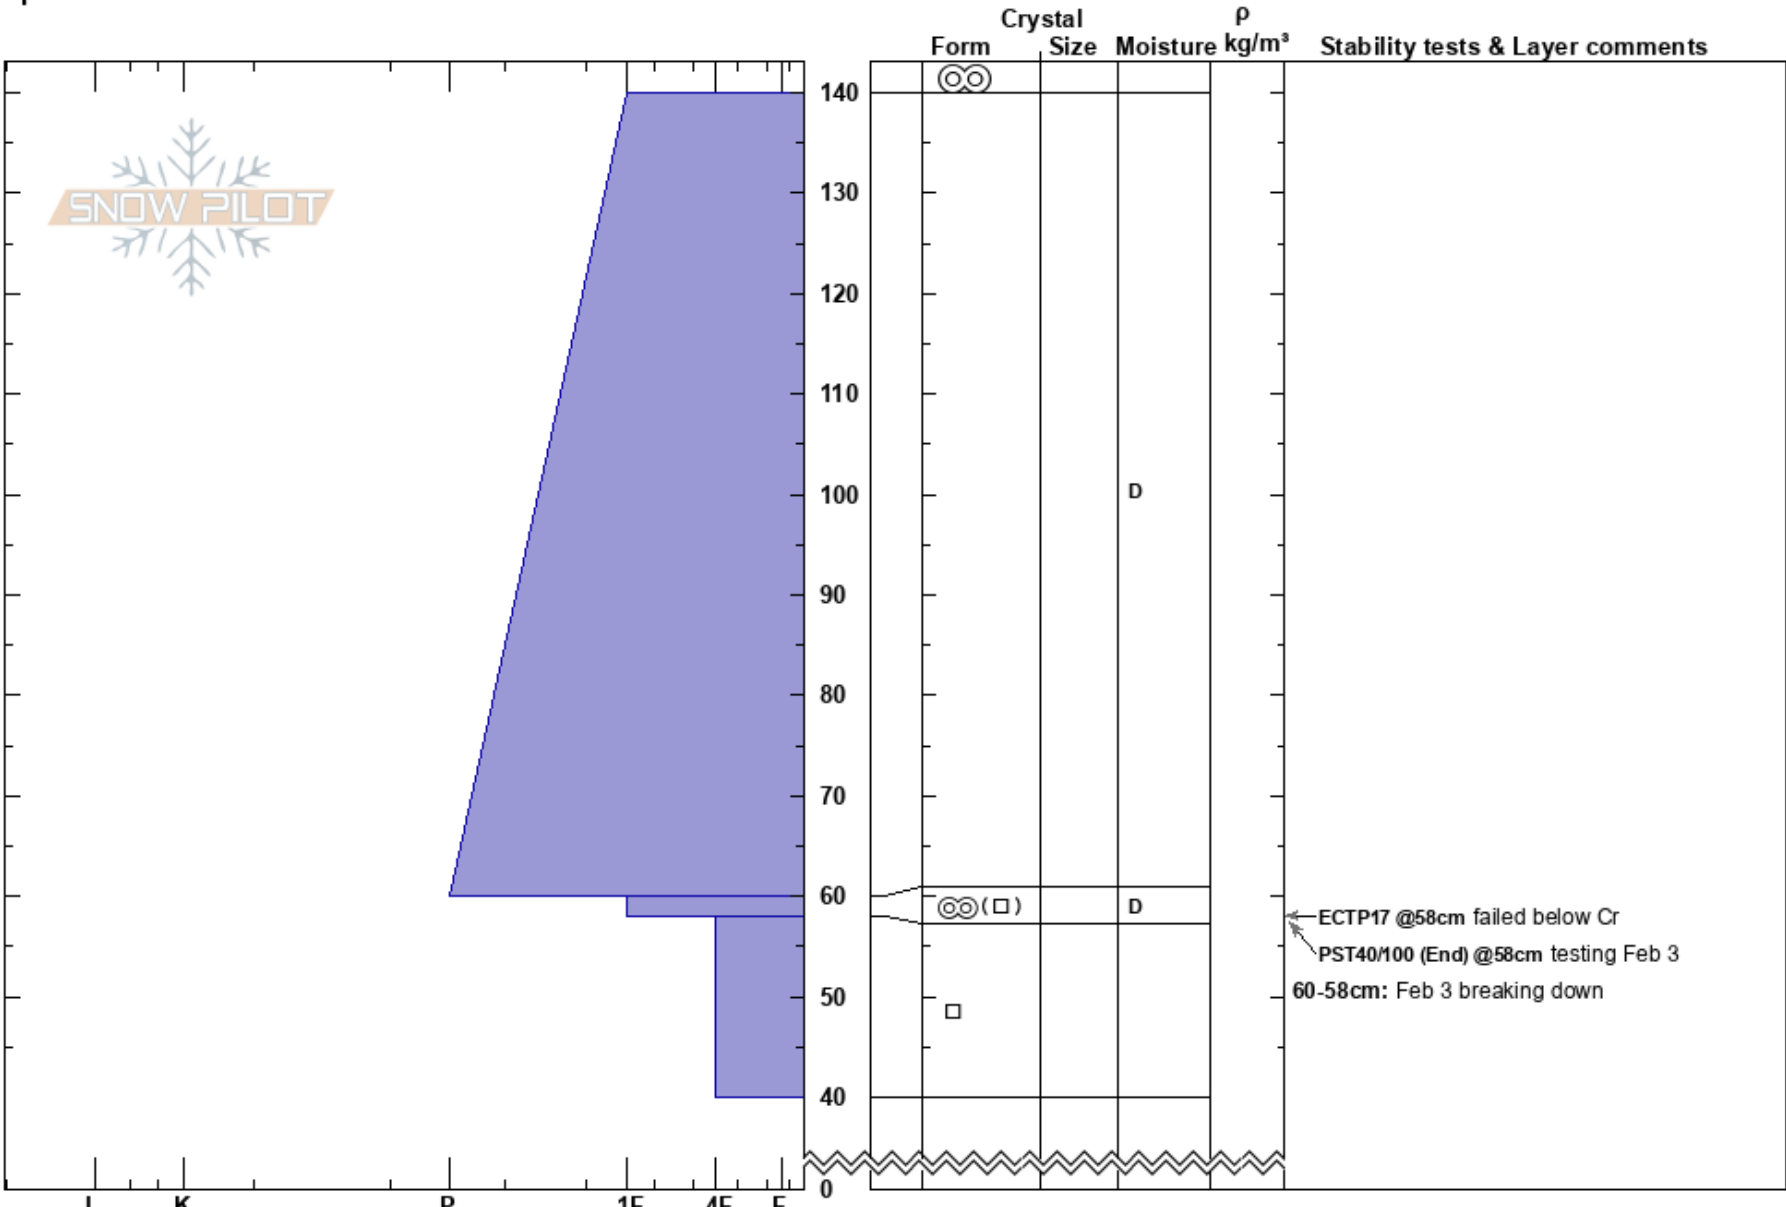 Crystal
ρ
Form Size Moisture kg/m³ Stability tests & Layer comments
140
SNOW PILOT
130
120
110
100 D
90
80
70
60
( ) D
ECTP17 @58cm failed below Cr
PST40/100 (End) @58cm testing Feb 3
60-58cm: Feb 3 breaking down
50
40
0
I K P 1F 4F F